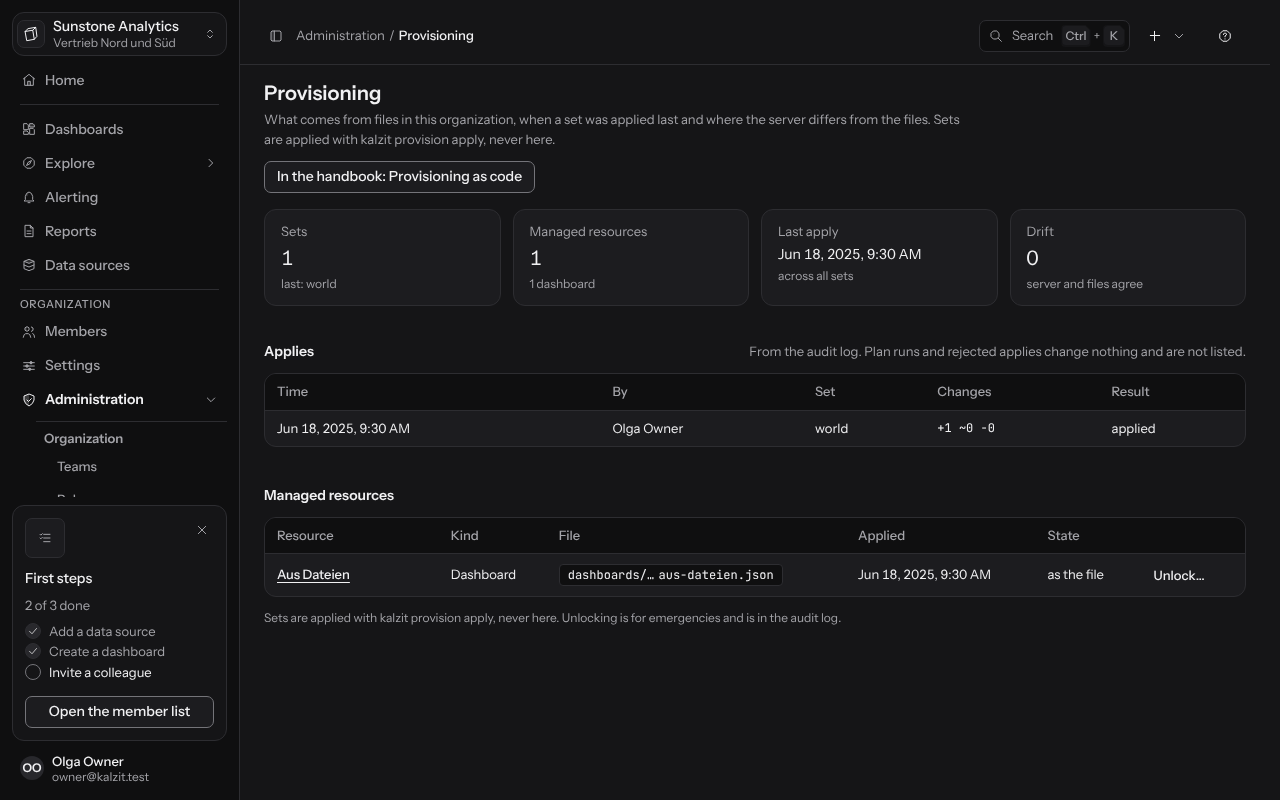 Sunstone Analytics
Vertrieb Nord und Süd
Home
Dashboards
Explore
Alerting
Reports
Data sources
ORGANIZATION
Members
Settings
Administration
Organization
Teams
First steps
2 of 3 done
Add a data source
Create a dashboard
Invite a colleague
Open the member list
OO
Olga Owner
owner@kalzit.test
Administration / Provisioning
Search Ctrl + K
Provisioning
What comes from files in this organization, when a set was applied last and where the server differs from the files. Sets
are applied with kalzit provision apply, never here.
In the handbook: Provisioning as code
Sets
1
last: world
Managed resources
1
1 dashboard
Last apply
Jun 18, 2025, 9:30 AM
across all sets
Drift
0
server and files agree
Applies
From the audit log. Plan runs and rejected applies change nothing and are not listed.
Time By Set Changes Result
Jun 18, 2025, 9:30 AM Olga Owner world +1 ~0 -0 applied
Managed resources
Resource Kind File Applied State
Aus Dateien Dashboard dashboards/… aus-dateien.json Jun 18, 2025, 9:30 AM as the file Unlock…
Sets are applied with kalzit provision apply, never here. Unlocking is for emergencies and is in the audit log.